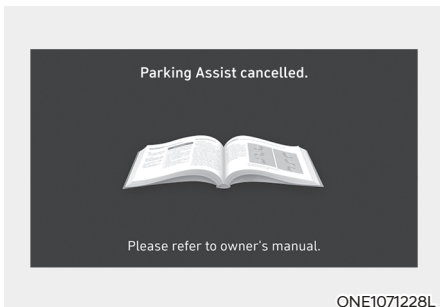 Parking Assist cancelled.
Please refer to owner's manual.
ONE1071228L